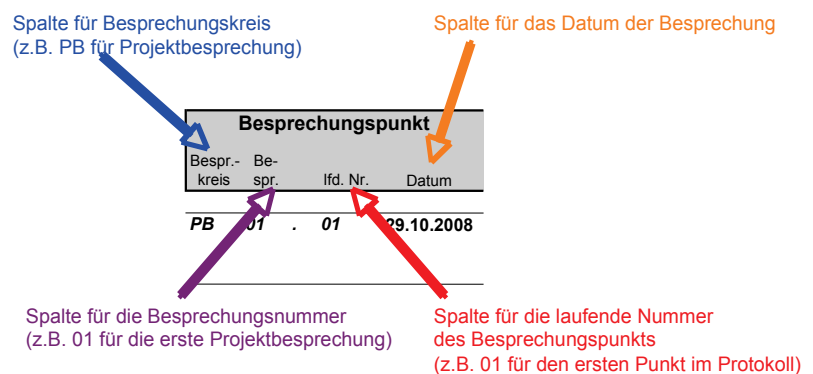 Spalte für Besprechungskreis
(z.B. PB für Projektbesprechung)
Spalte für das Datum der Besprechung
Besprechungspunkt
Bespr.- Be-
kreis spr. lfd. Nr. Datum
PB 01 . 01 29.10.2008
Spalte für die Besprechungsnummer
(z.B. 01 für die erste Projektbesprechung)
Spalte für die laufende Nummer
des Besprechungspunkts
(z.B. 01 für den ersten Punkt im Protokoll)